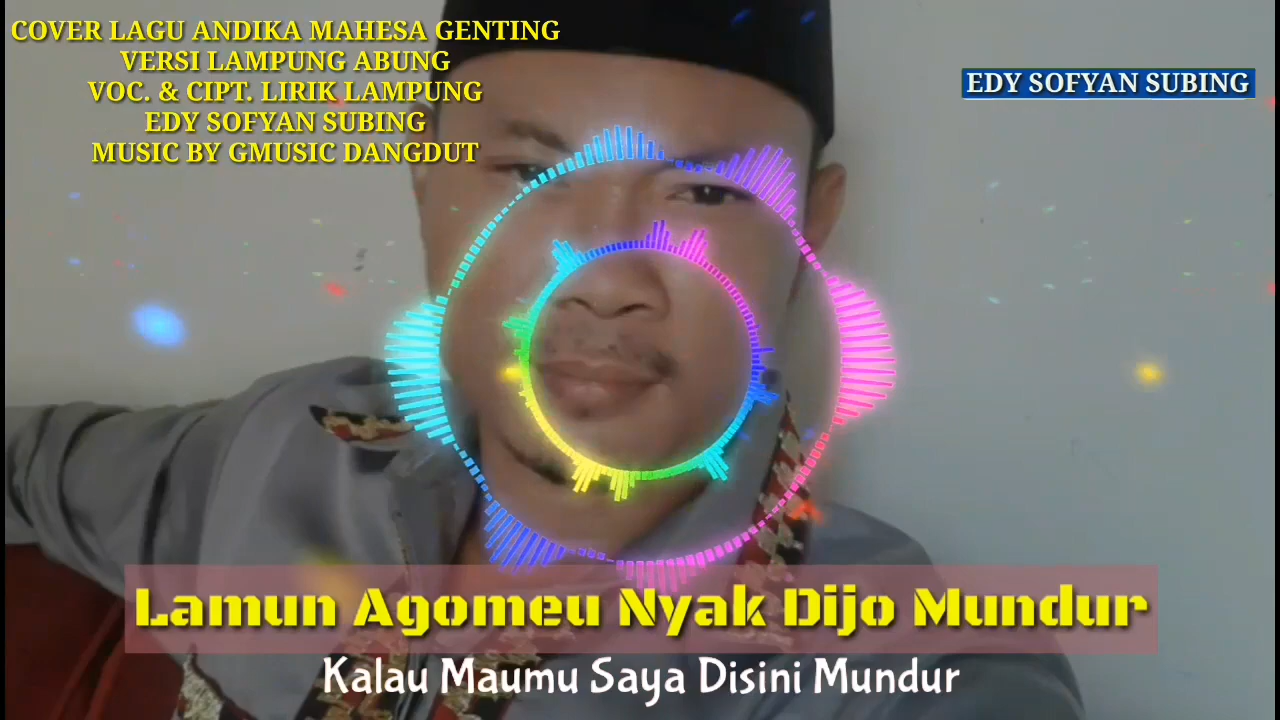 COVER LAGU ANDIKA MAHESA GENTING
VERSI LAMPUNG ABUNG
VOC. & CIPT. LIRIK LAMPUNG
EDY SOFYAN SUBING
MUSIC BY GMUSIC DANGDUT
EDY SOFYAN SUBING
Lamun Agomeu Nyak Dijo Mundur
Kalau Maumu Saya Disini Mundur